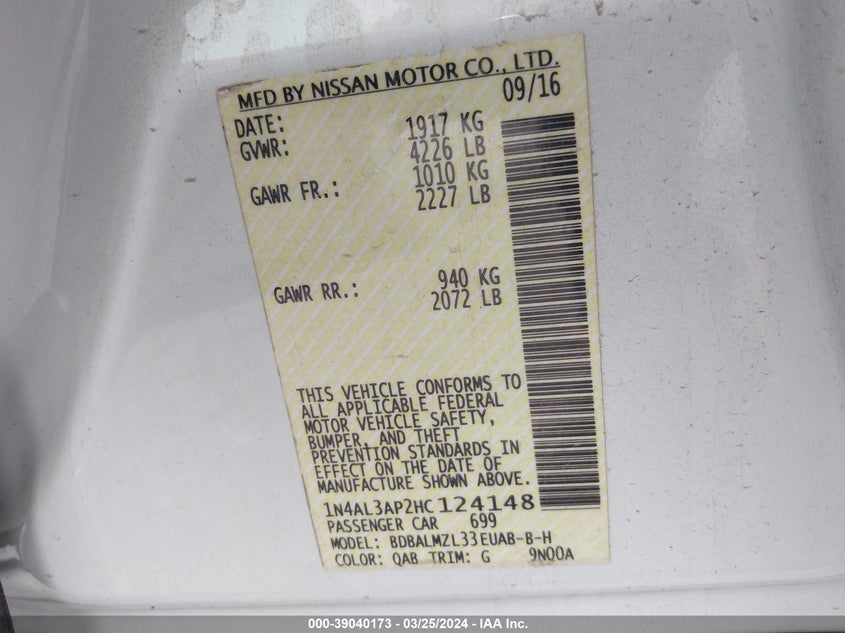 MFD BY NISSAN MOTOR CO., LTD.
DATE: 09/16
GVWR: 1917 KG
4226 LB
GAWR FR.: 1010 KG
2227 LB
GAWR RR.: 940 KG
2072 LB
THIS VEHICLE CONFORMS TO
ALL APPLICABLE FEDERAL
MOTOR VEHICLE SAFETY,
BUMPER, AND THEFT
PREVENTION STANDARDS IN
EFFECT ON THE DATE OF
MANUFACTURE SHOWN ABOVE.
1N4AL3AP2HC124148
PASSENGER CAR 699
MODEL: BDBALMZL33EUAB-B-H
COLOR: QAB TRIM: G 9N00A
000-39040173 - 03/25/2024 - IAA Inc.